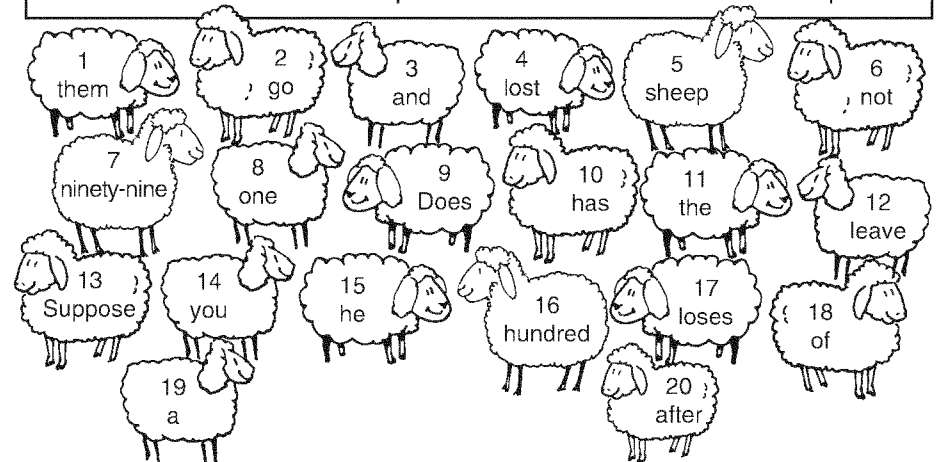 1
them
2
go
3
and
4
lost
5
sheep
6
not
7
ninety-nine
8
one
9
Does
10
has
11
the
12
leave
13
Suppose
14
you
15
he
16
hundred
17
loses
18
of
19
a
20
after